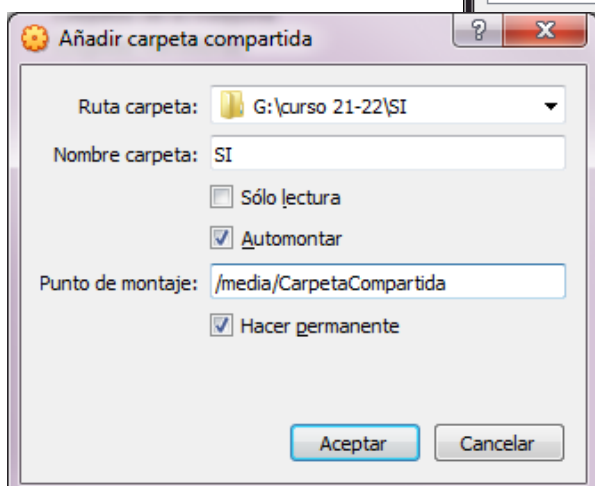 Añadir carpeta compartida
Ruta carpeta: G:\curso 21-22\SI
Nombre carpeta: SI
Sólo lectura
Automontar
Punto de montaje: /media/CarpetaCompartida
Hacer permanente
Aceptar Cancelar